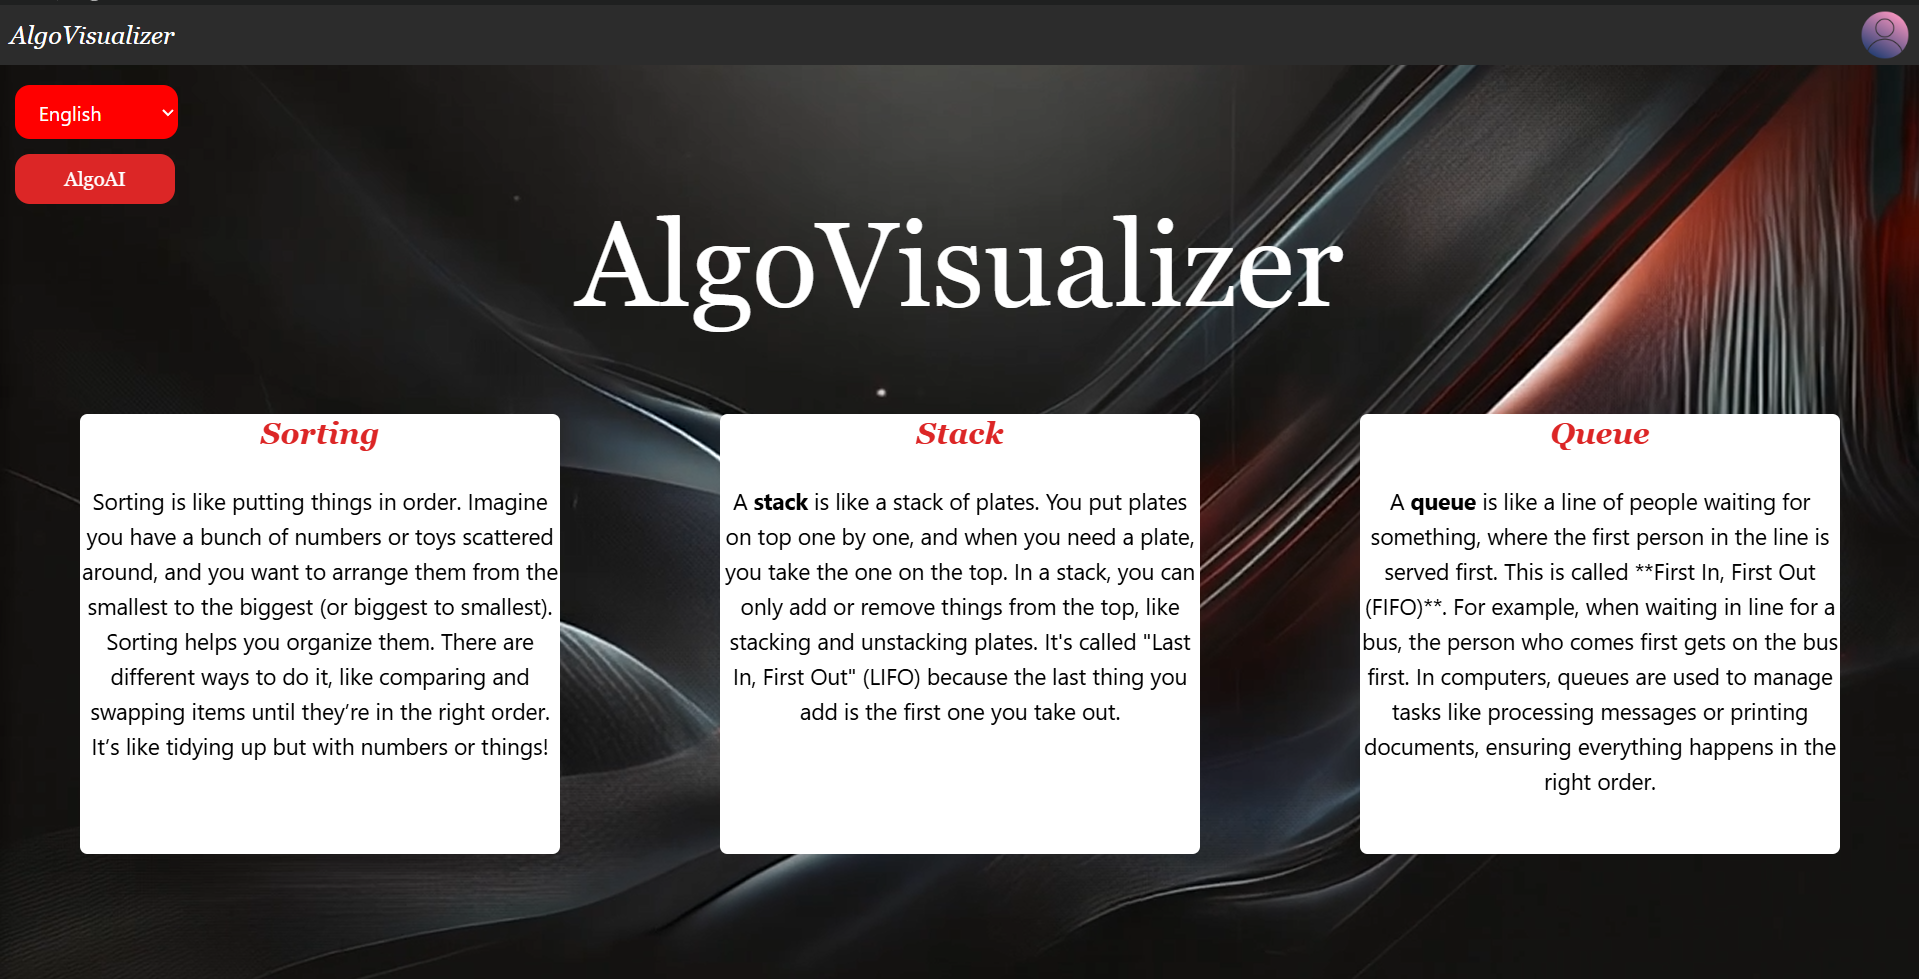 AlgoVisualizer
English
AlgoAI
AlgoVisualizer
Sorting
Sorting is like putting things in order. Imagine
you have a bunch of numbers or toys scattered
around, and you want to arrange them from the
smallest to the biggest (or biggest to smallest).
Sorting helps you organize them. There are
different ways to do it, like comparing and
swapping items until they’re in the right order.
It’s like tidying up but with numbers or things!
Stack
A stack is like a stack of plates. You put plates
on top one by one, and when you need a plate,
you take the one on the top. In a stack, you can
only add or remove things from the top, like
stacking and unstacking plates. It's called "Last
In, First Out" (LIFO) because the last thing you
add is the first one you take out.
Queue
A queue is like a line of people waiting for
something, where the first person in the line is
served first. This is called **First In, First Out
(FIFO)**. For example, when waiting in line for a
bus, the person who comes first gets on the bus
first. In computers, queues are used to manage
tasks like processing messages or printing
documents, ensuring everything happens in the
right order.